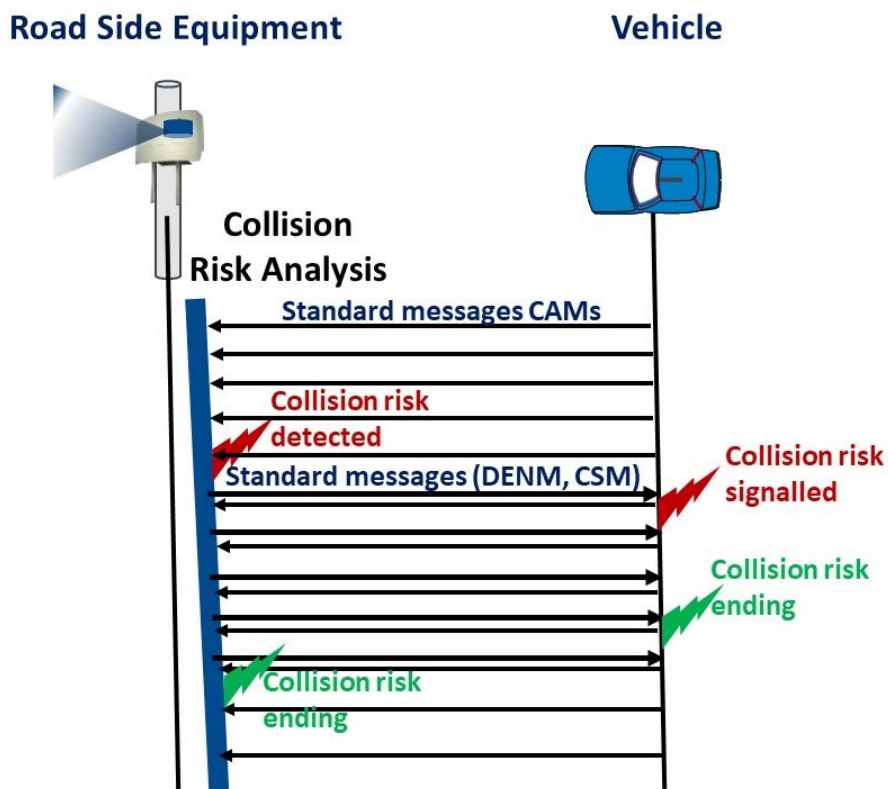 Road Side Equipment
Vehicle
Collision
Risk Analysis
Standard messages CAMs
Collision risk
detected
Standard messages (DENM, CSM)
Collision risk
signalled
Collision risk
ending
Collision risk
ending